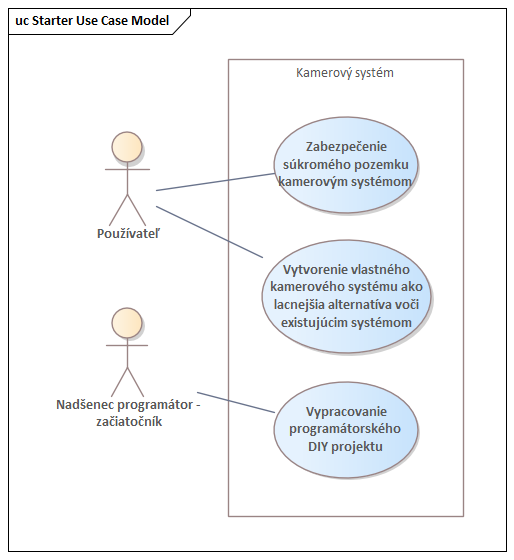 uc Starter Use Case Model
Kamerový systém
Zabezpečenie
súkromého pozemku
kamerovým systémom
Používateľ
Vytvorenie vlastného
kamerového systému ako
lacnejšia alternatíva voči
existujúcim systémom
Nadšenec programátor -
začiatočník
Vypracovanie
programátorského
DIY projektu